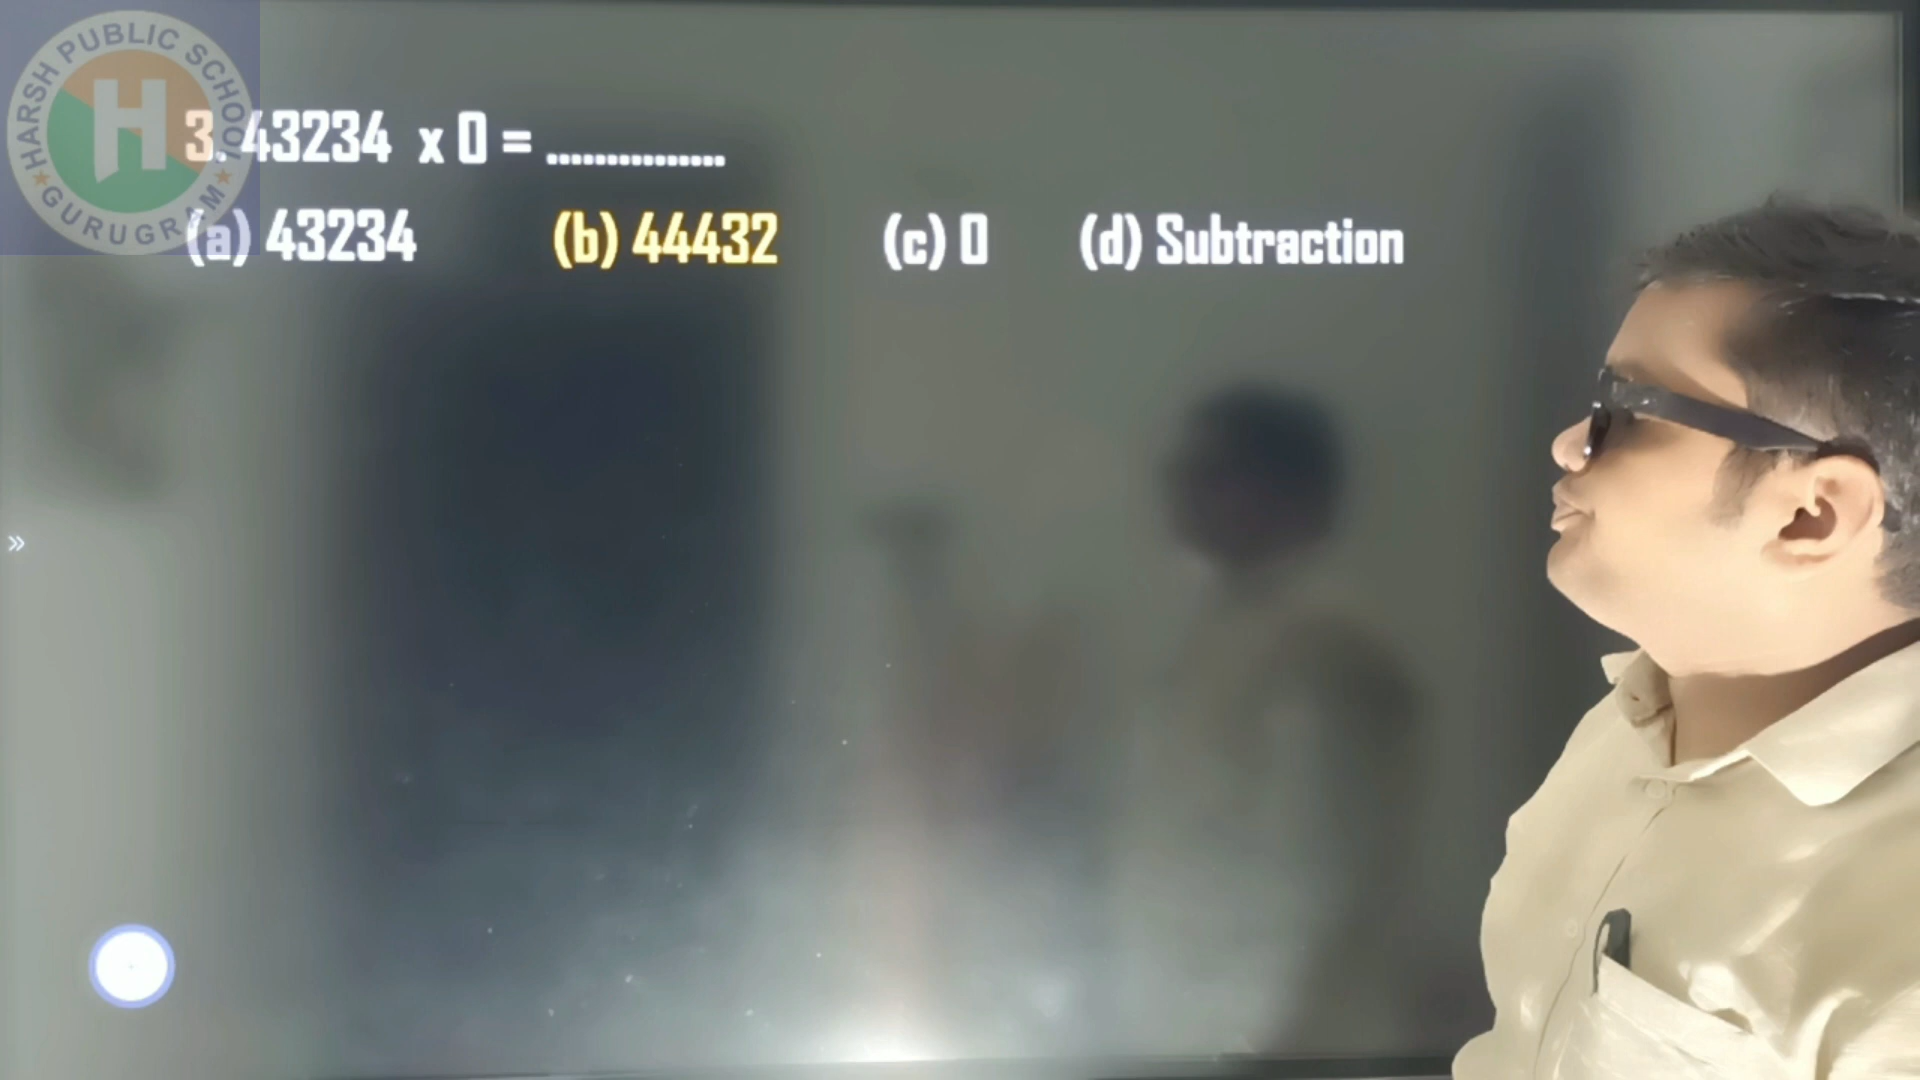 HARSH PUBLIC SCHOOL
H
GURUGRAM
3. 43234 x 0 = ...............
(a) 43234 (b) 44432 (c) 0 (d) Subtraction
»